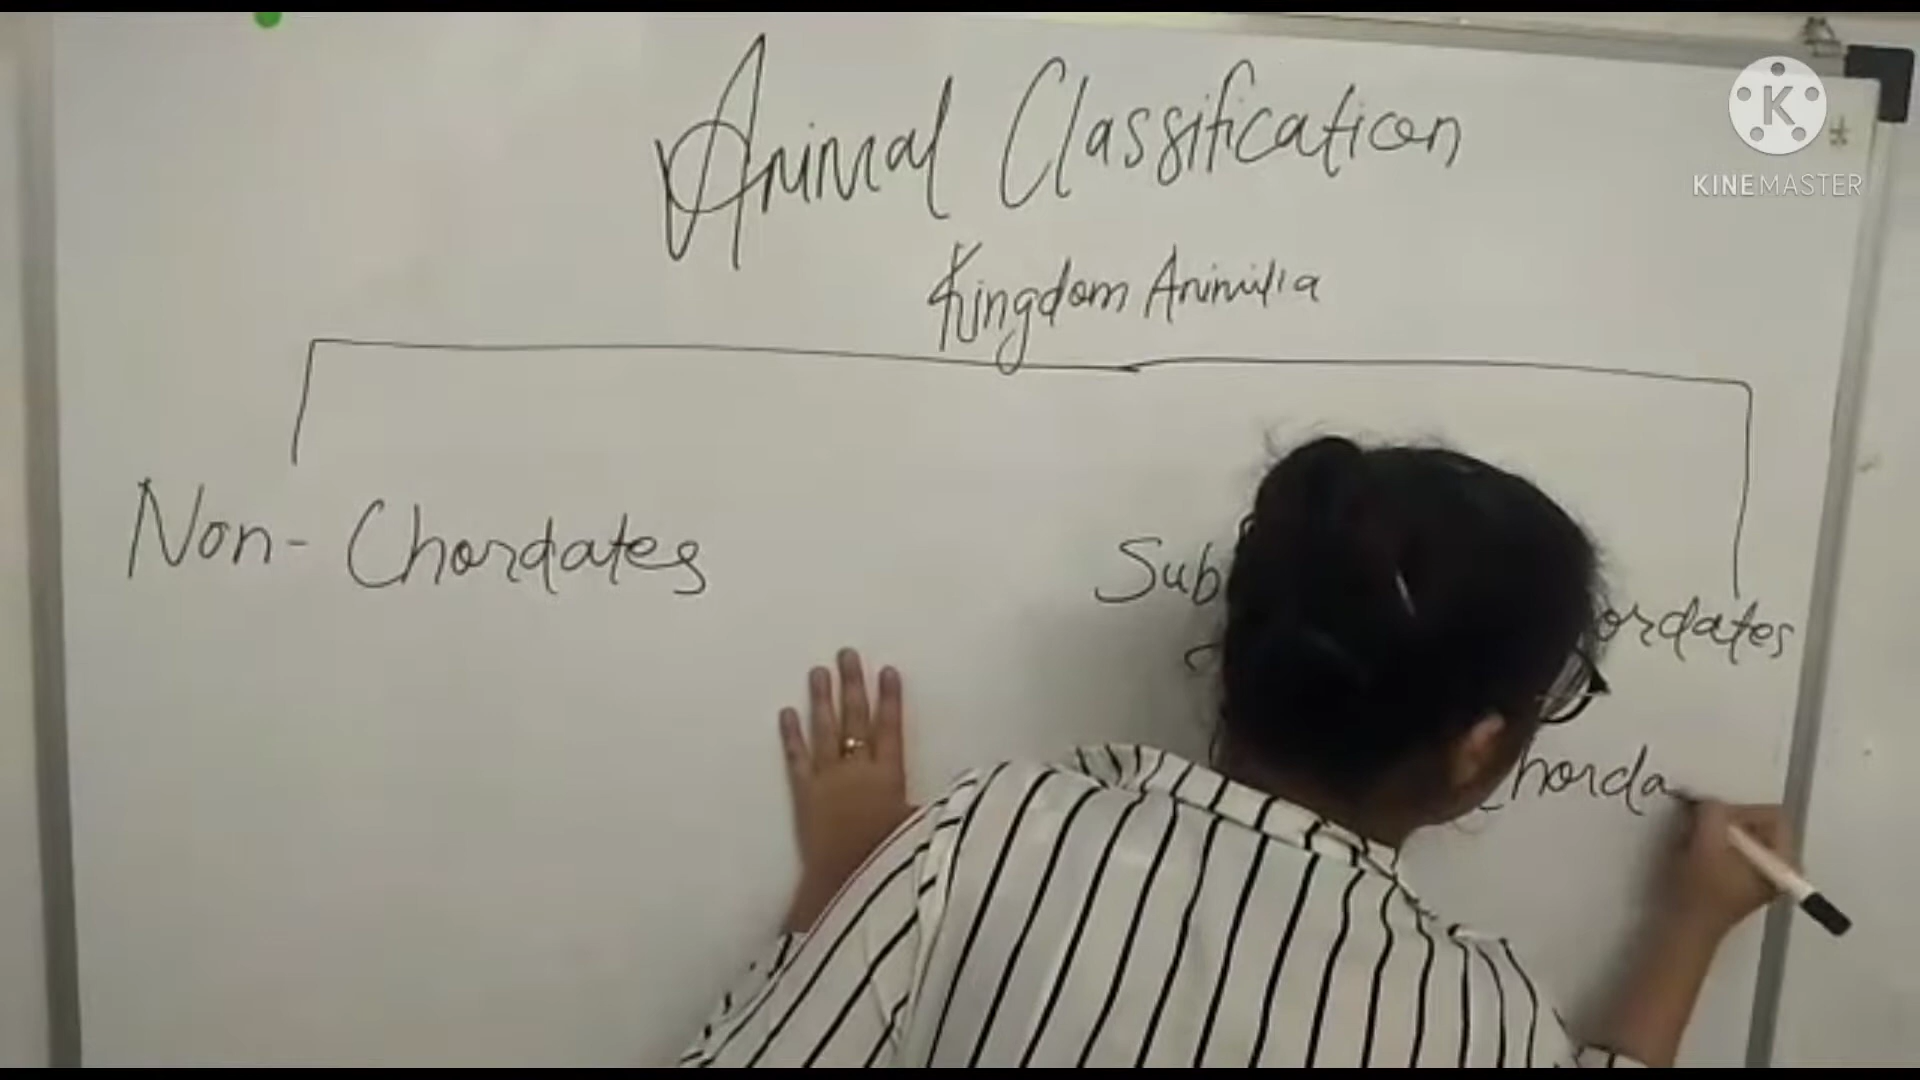 Animal Classification
Kingdom Animilia
Non-Chordates
Sub ordates
horda
KINEMASTER